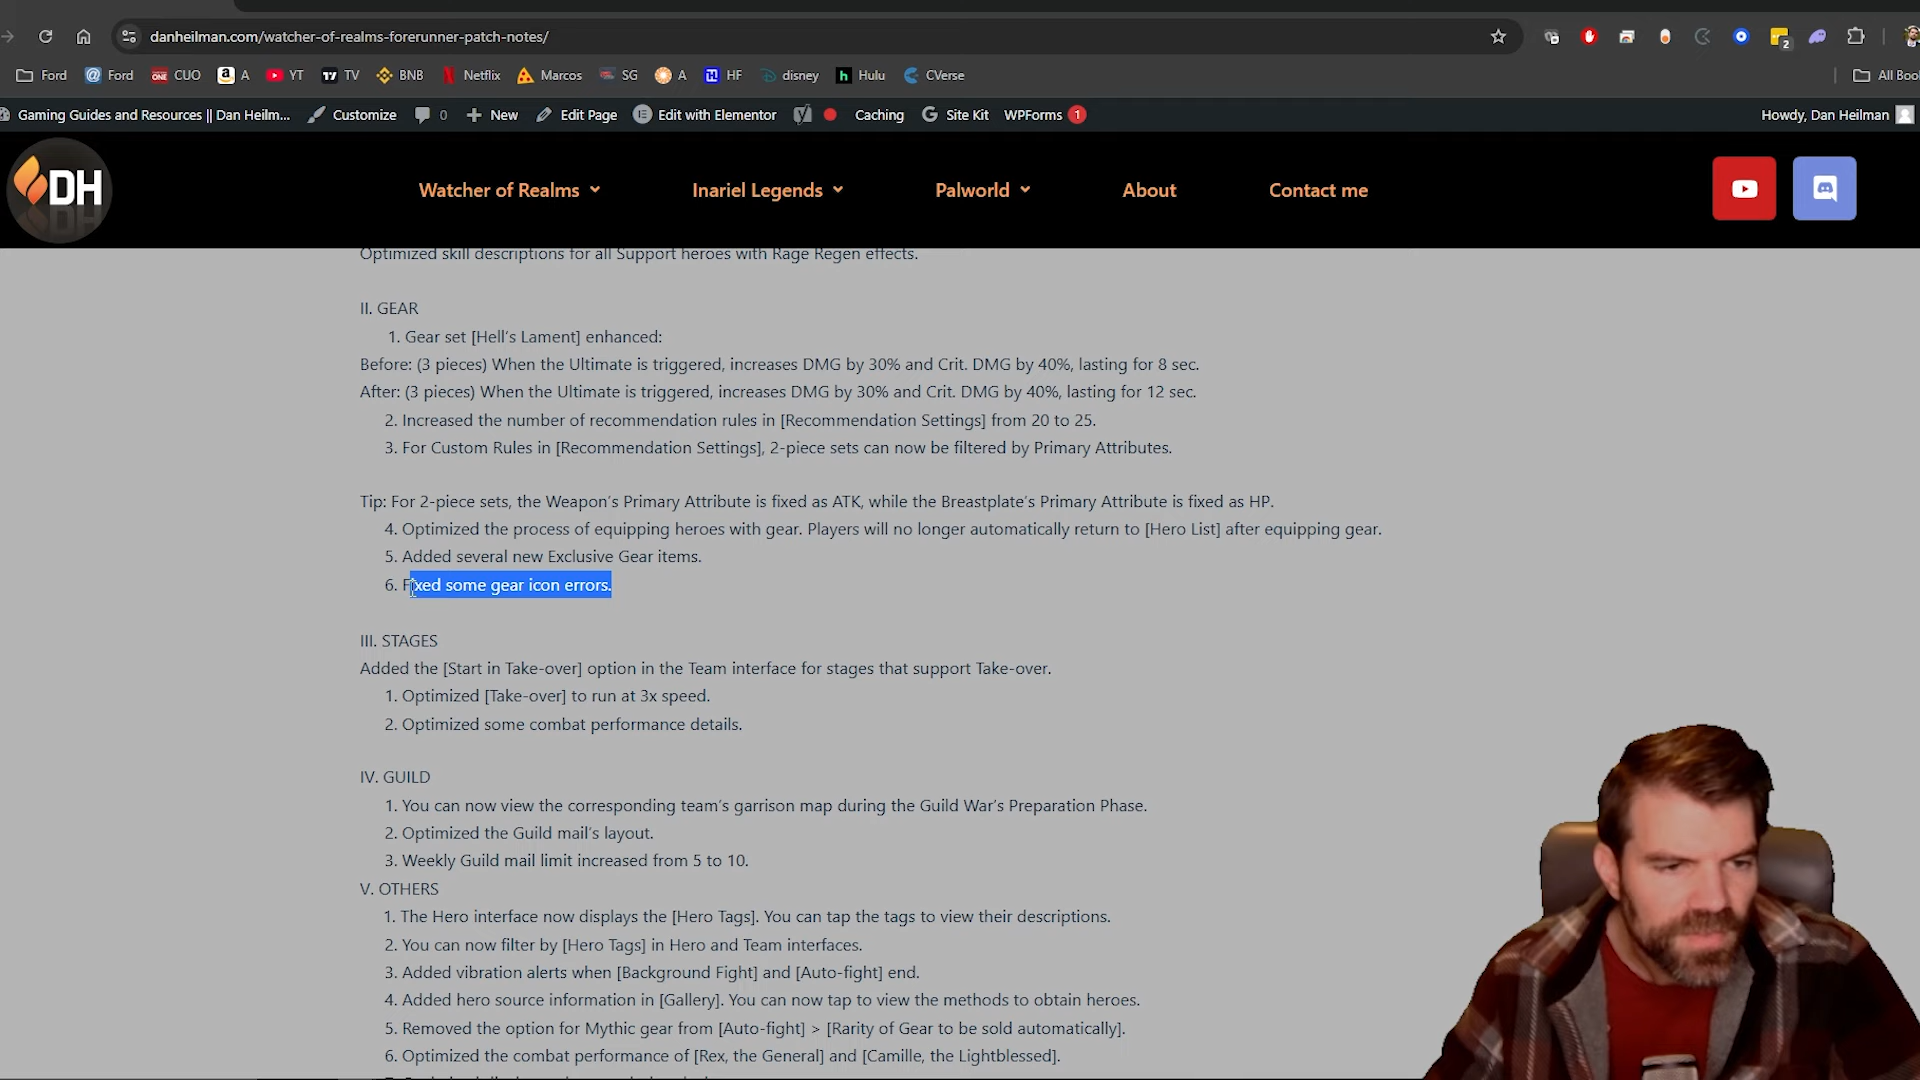 danheilman.com/watcher-of-realms-forerunner-patch-notes/
2
Ford
Ford
CUO
A
YT
TV
BNB
Netflix
Marcos
SG
A
HF
disney
Hulu
CVerse
All Boo
Gaming Guides and Resources || Dan Heilm...
Customize
0
New
Edit Page
Edit with Elementor
Caching
Site Kit
WPForms 1
Howdy, Dan Heilman
DH
Watcher of Realms
Inariel Legends
Palworld
About
Contact me
Optimized skill descriptions for all Support heroes with Rage Regen effects.
II. GEAR
1. Gear set [Hell's Lament] enhanced:
Before: (3 pieces) When the Ultimate is triggered, increases DMG by 30% and Crit. DMG by 40%, lasting for 8 sec.
After: (3 pieces) When the Ultimate is triggered, increases DMG by 30% and Crit. DMG by 40%, lasting for 12 sec.
2. Increased the number of recommendation rules in [Recommendation Settings] from 20 to 25.
3. For Custom Rules in [Recommendation Settings], 2-piece sets can now be filtered by Primary Attributes.
Tip: For 2-piece sets, the Weapon's Primary Attribute is fixed as ATK, while the Breastplate's Primary Attribute is fixed as HP.
4. Optimized the process of equipping heroes with gear. Players will no longer automatically return to [Hero List] after equipping gear.
5. Added several new Exclusive Gear items.
6. Fixed some gear icon errors.
III. STAGES
Added the [Start in Take-over] option in the Team interface for stages that support Take-over.
1. Optimized [Take-over] to run at 3x speed.
2. Optimized some combat performance details.
IV. GUILD
1. You can now view the corresponding team's garrison map during the Guild War's Preparation Phase.
2. Optimized the Guild mail's layout.
3. Weekly Guild mail limit increased from 5 to 10.
V. OTHERS
1. The Hero interface now displays the [Hero Tags]. You can tap the tags to view their descriptions.
2. You can now filter by [Hero Tags] in Hero and Team interfaces.
3. Added vibration alerts when [Background Fight] and [Auto-fight] end.
4. Added hero source information in [Gallery]. You can now tap to view the methods to obtain heroes.
5. Removed the option for Mythic gear from [Auto-fight] > [Rarity of Gear to be sold automatically].
6. Optimized the combat performance of [Rex, the General] and [Camille, the Lightblessed].